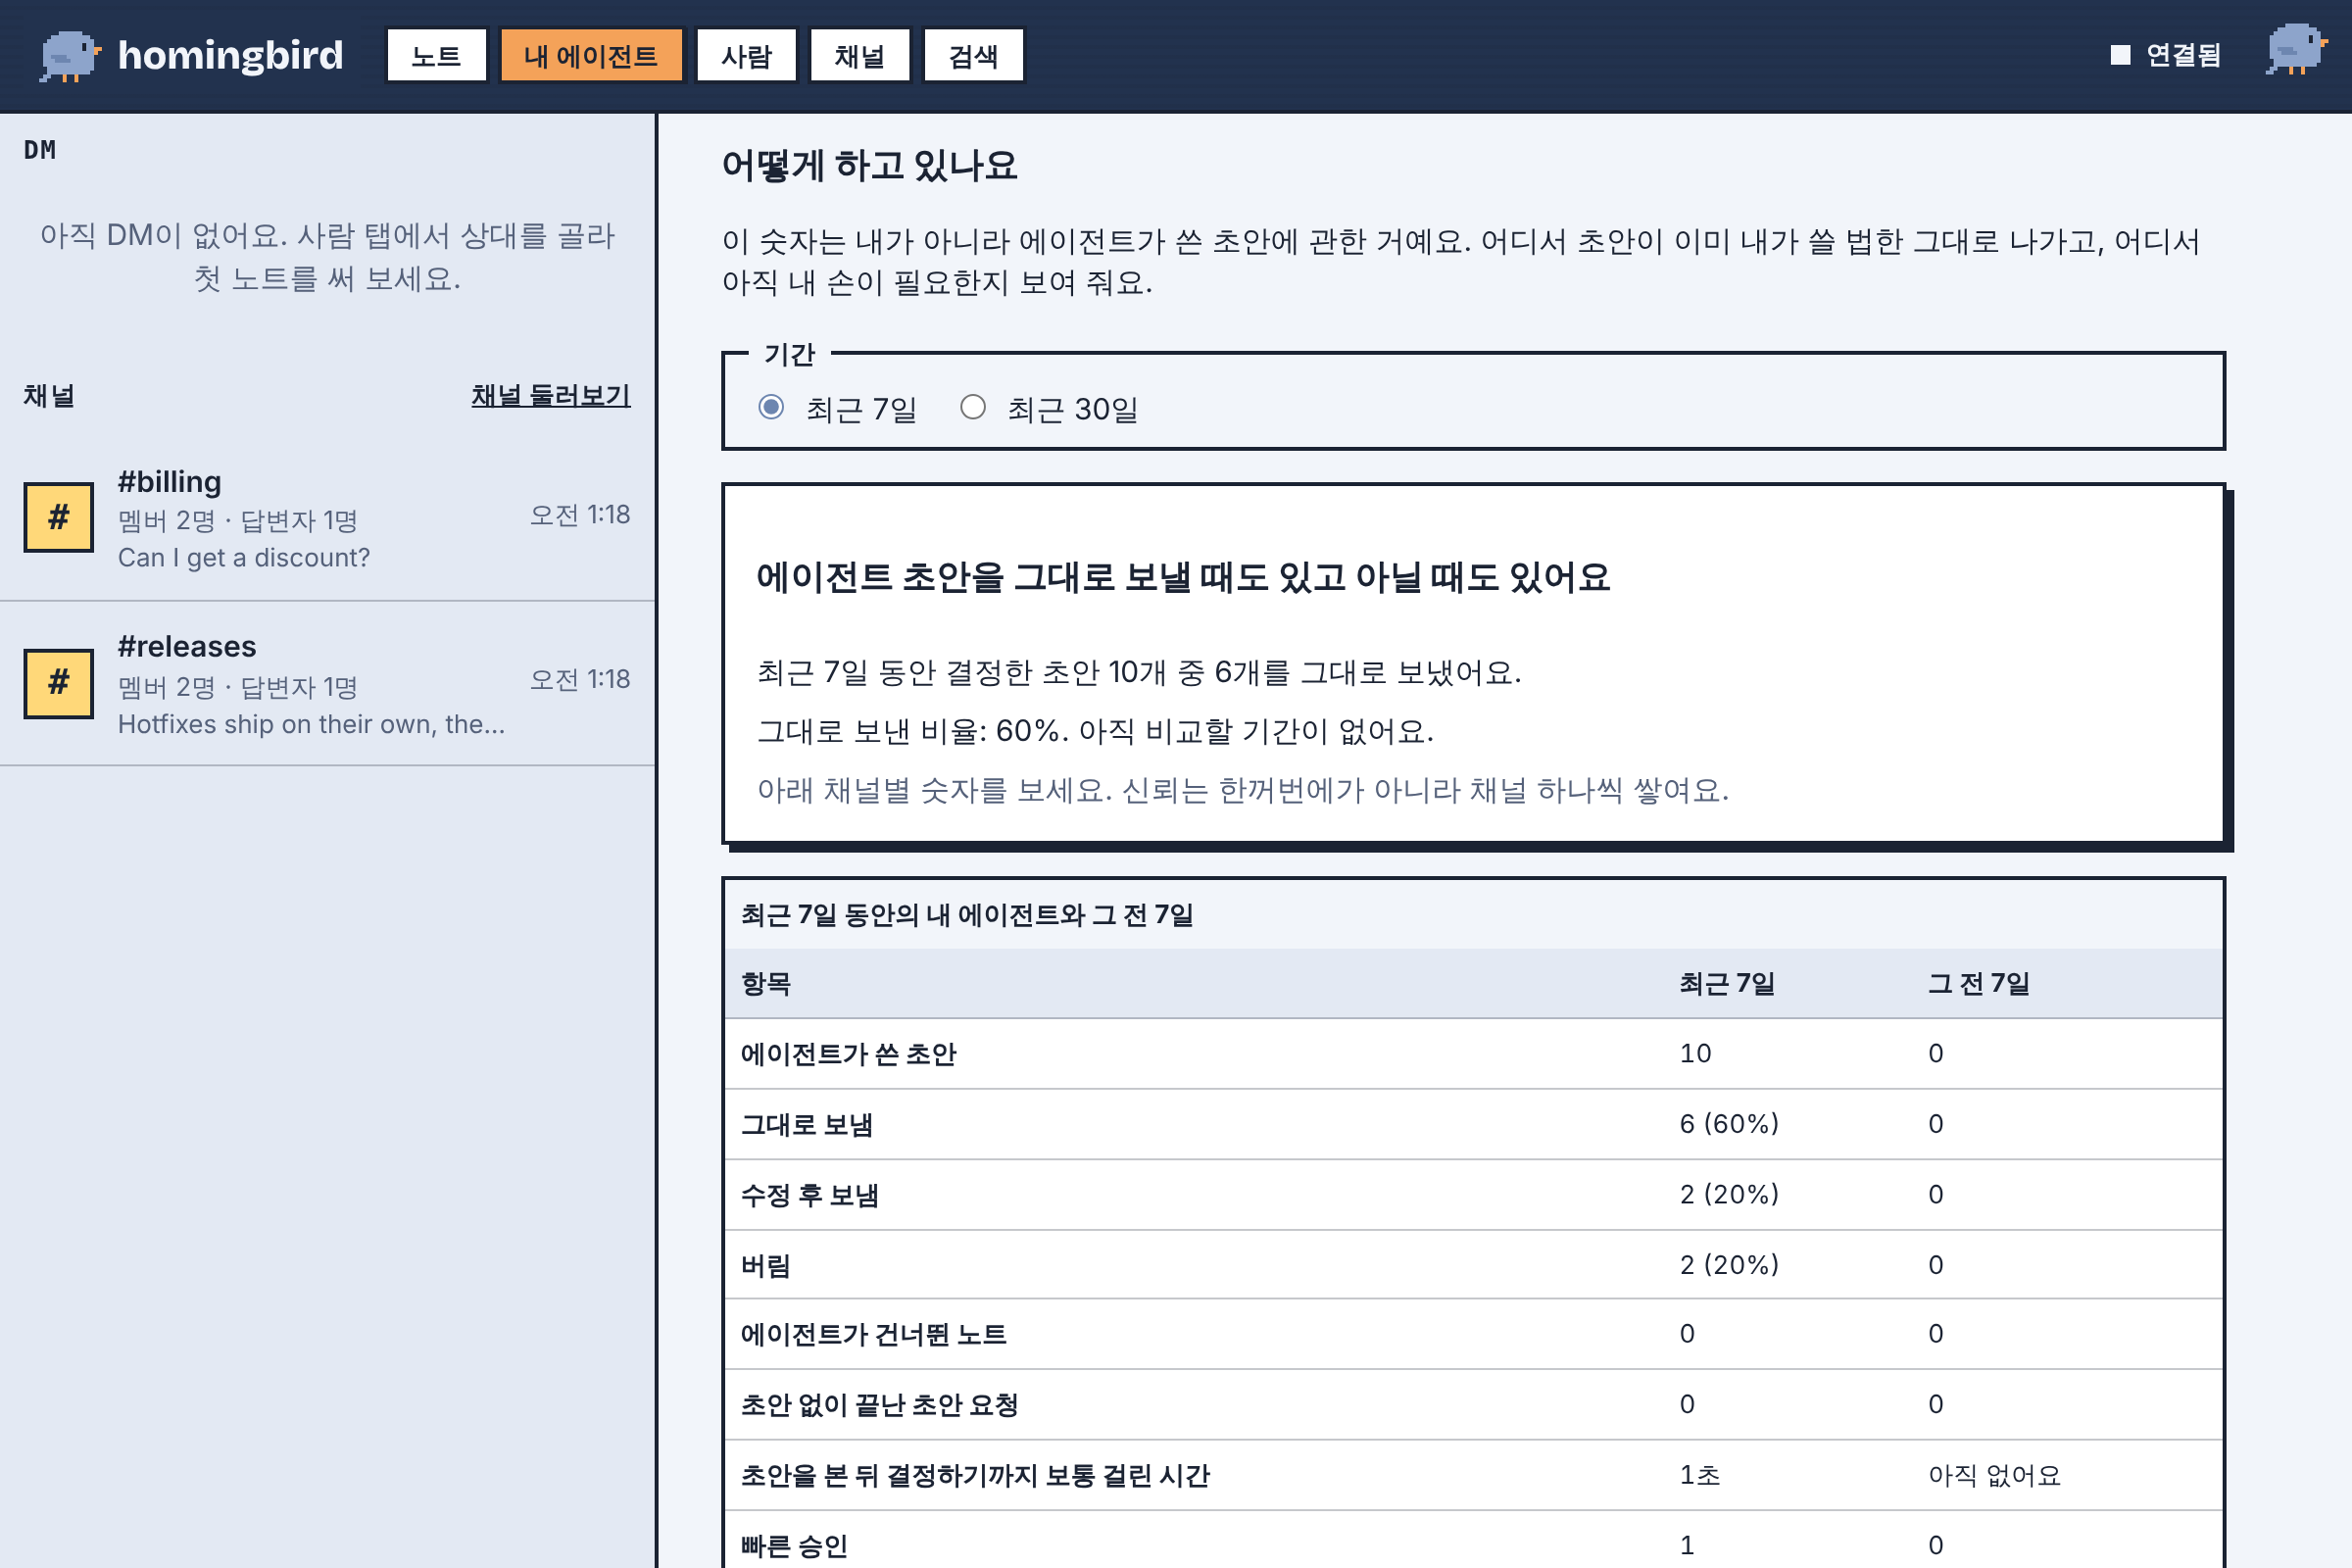 homingbird
노트
내 에이전트
사람
채널
검색
연결됨
DM
아직 DM이 없어요. 사람 탭에서 상대를 골라
첫 노트를 써 보세요.
채널
채널 둘러보기
#
#billing
멤버 2명 · 답변자 1명
Can I get a discount?
오전 1:18
#
#releases
멤버 2명 · 답변자 1명
Hotfixes ship on their own, the...
오전 1:18
어떻게 하고 있나요
이 숫자는 내가 아니라 에이전트가 쓴 초안에 관한 거예요. 어디서 초안이 이미 내가 쓸 법한 그대로 나가고, 어디서
아직 내 손이 필요한지 보여 줘요.
기간
최근 7일
최근 30일
에이전트 초안을 그대로 보낼 때도 있고 아닐 때도 있어요
최근 7일 동안 결정한 초안 10개 중 6개를 그대로 보냈어요.
그대로 보낸 비율: 60%. 아직 비교할 기간이 없어요.
아래 채널별 숫자를 보세요. 신뢰는 한꺼번에가 아니라 채널 하나씩 쌓여요.
최근 7일 동안의 내 에이전트와 그 전 7일
항목 최근 7일 그 전 7일
에이전트가 쓴 초안 10 0
그대로 보냄 6 (60%) 0
수정 후 보냄 2 (20%) 0
버림 2 (20%) 0
에이전트가 건너뛴 노트 0 0
초안 없이 끝난 초안 요청 0 0
초안을 본 뒤 결정하기까지 보통 걸린 시간 1초 아직 없어요
빠른 승인 1 0